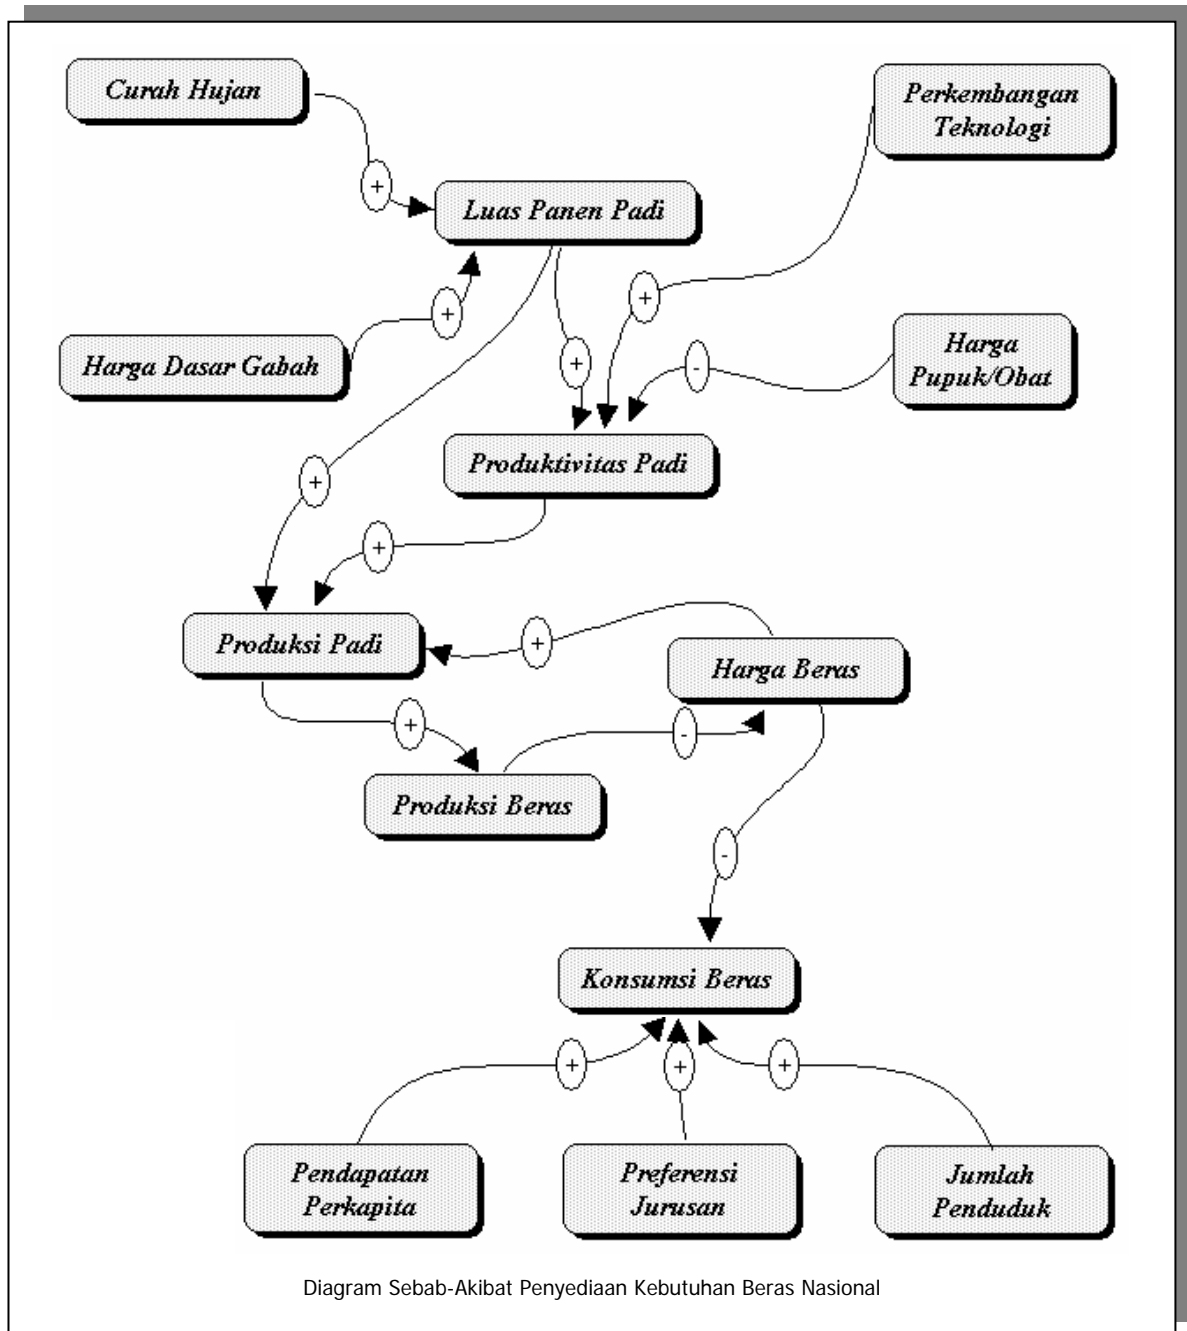 Curah Hujan
Perkembangan
Teknologi
+
Luas Panen Padi
+
+
Harga Dasar Gabah
+
-
Harga
Pupuk/Obat
Produktivitas Padi
+
+
Produksi Padi
+
Harga Beras
+
-
Produksi Beras
-
Konsumsi Beras
+
+
+
Pendapatan
Perkapita
Preferensi
Jurusan
Jumlah
Penduduk
Diagram Sebab-Akibat Penyediaan Kebutuhan Beras Nasional